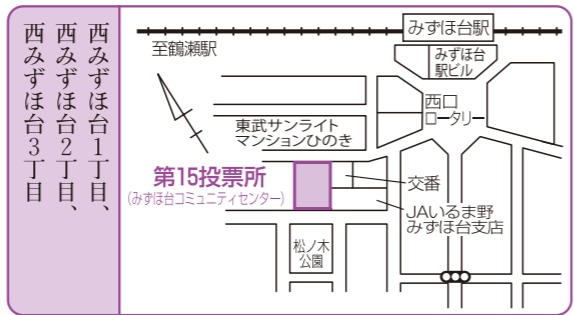 西みずほ台1丁目、
西みずほ台2丁目、
西みずほ台3丁目
みずほ台駅
至鶴瀬駅
みずほ台
駅ビル
西口
ロータリー
東武サンライト
マンションひのき
第15投票所
(みずほ台コミュニティセンター)
交番
JAいるま野
みずほ台支店
松ノ木
公園